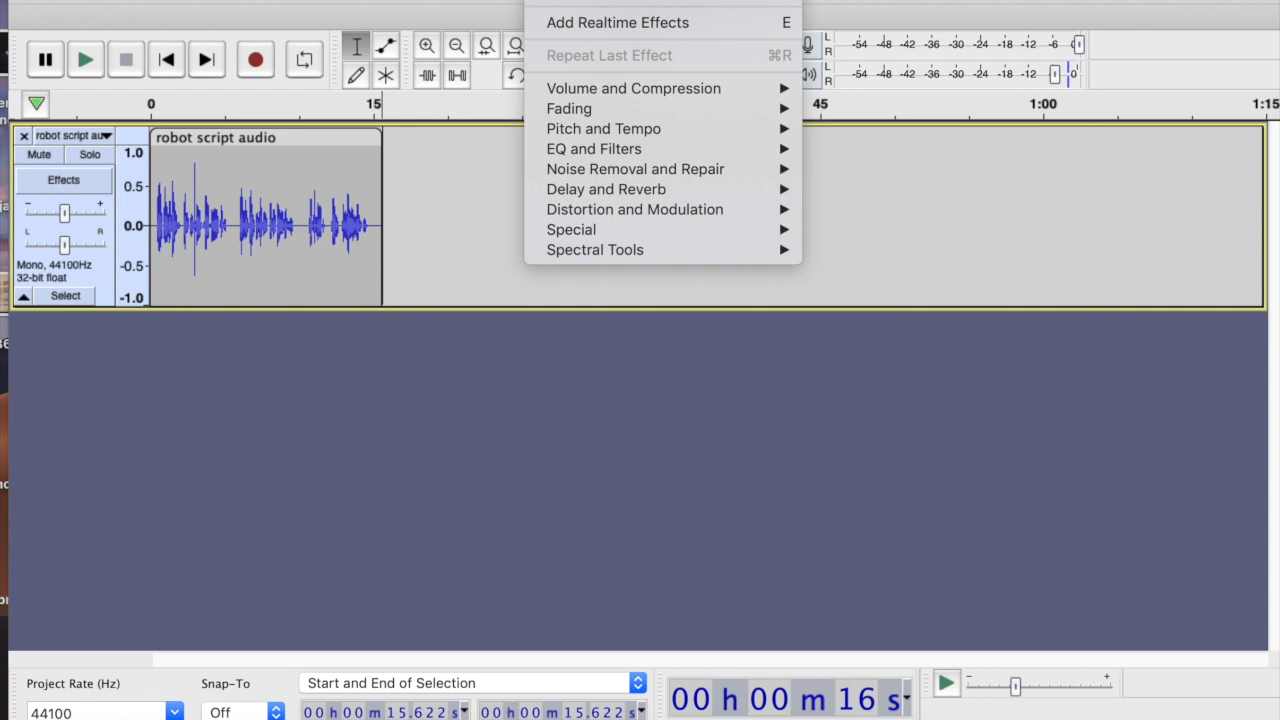 Add Realtime Effects E
Repeat Last Effect ⌘R
Volume and Compression
Fading
Pitch and Tempo
EQ and Filters
Noise Removal and Repair
Delay and Reverb
Distortion and Modulation
Special
Spectral Tools
L
R
-54 -48 -42 -36 -30 -24 -18 -12 -6 0
L
R
-54 -48 -42 -36 -30 -24 -18 -12 0
0 15 45 1:00 1:15
robot script au
Mute Solo
Effects
- +
L R
Mono, 44100Hz
32-bit float
Select
1.0
0.5
0.0
-0.5
-1.0
robot script audio
Project Rate (Hz)
44100
Snap-To
Off
Start and End of Selection
00 h 00 m 15.622 s
00 h 00 m 15.622 s
00 h 00 m 16 s
- +